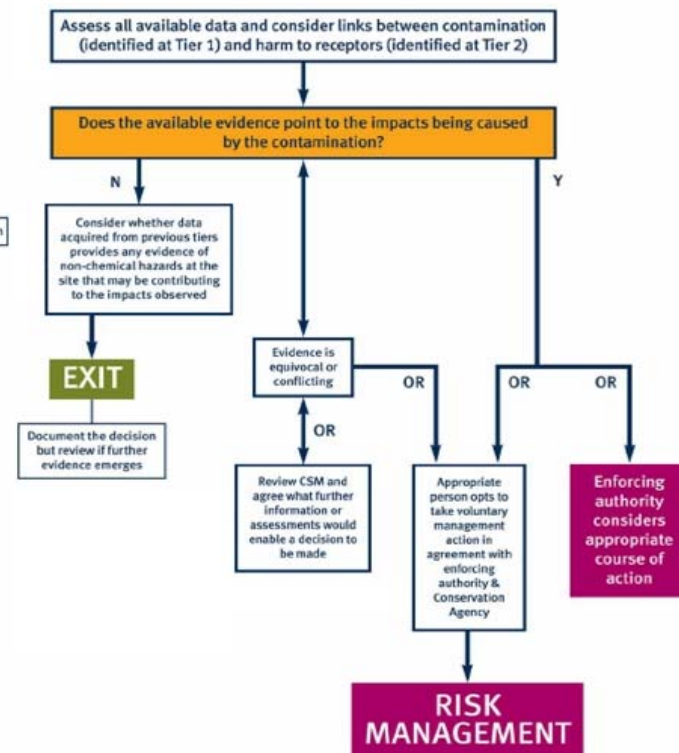 Assess all available data and consider links between contamination
(identified at Tier 1) and harm to receptors (identified at Tier 2)
Does the available evidence point to the impacts being caused
by the contamination?
N
Y
Consider whether data
acquired from previous tiers
provides any evidence of
non-chemical hazards at the
site that may be contributing
to the impacts observed
EXIT
Document the decision
but review if further
evidence emerges
Evidence is
equivocal or
conflicting
OR
OR
OR
OR
Review CSM and
agree what further
information or
assessments would
enable a decision to
be made
Appropriate
person opts to
take voluntary
management
action in
agreement with
enforcing
authority &
Conservation
Agency
Enforcing
authority
considers
appropriate
course of
action
RISK
MANAGEMENT